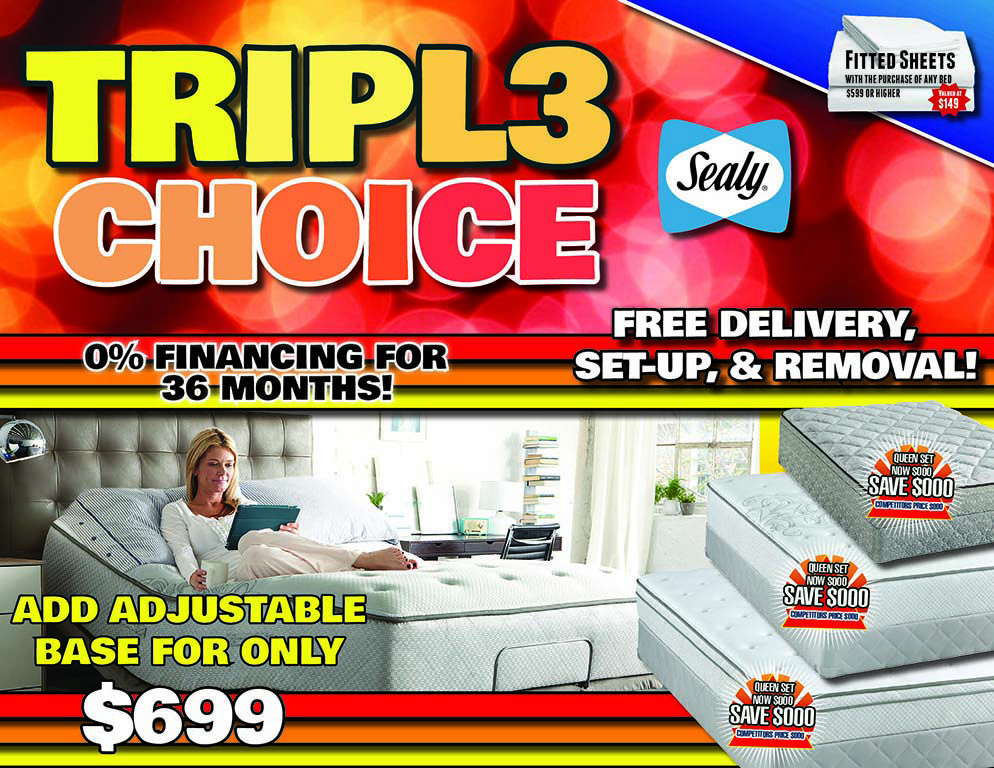 TRIPL3
CHOICE
Sealy
FITTED SHEETS
WITH THE PURCHASE OF ANY BED
$599 OR HIGHER
VALUED AT
$149
0% FINANCING FOR
36 MONTHS!
FREE DELIVERY,
SET-UP, & REMOVAL!
QUEEN SET
NOW $000
SAVE $000
COMPETITORS PRICE $000
QUEEN SET
NOW $000
SAVE $000
COMPETITORS PRICE $000
QUEEN SET
NOW $000
SAVE $000
COMPETITORS PRICE $000
ADD ADJUSTABLE
BASE FOR ONLY
$699